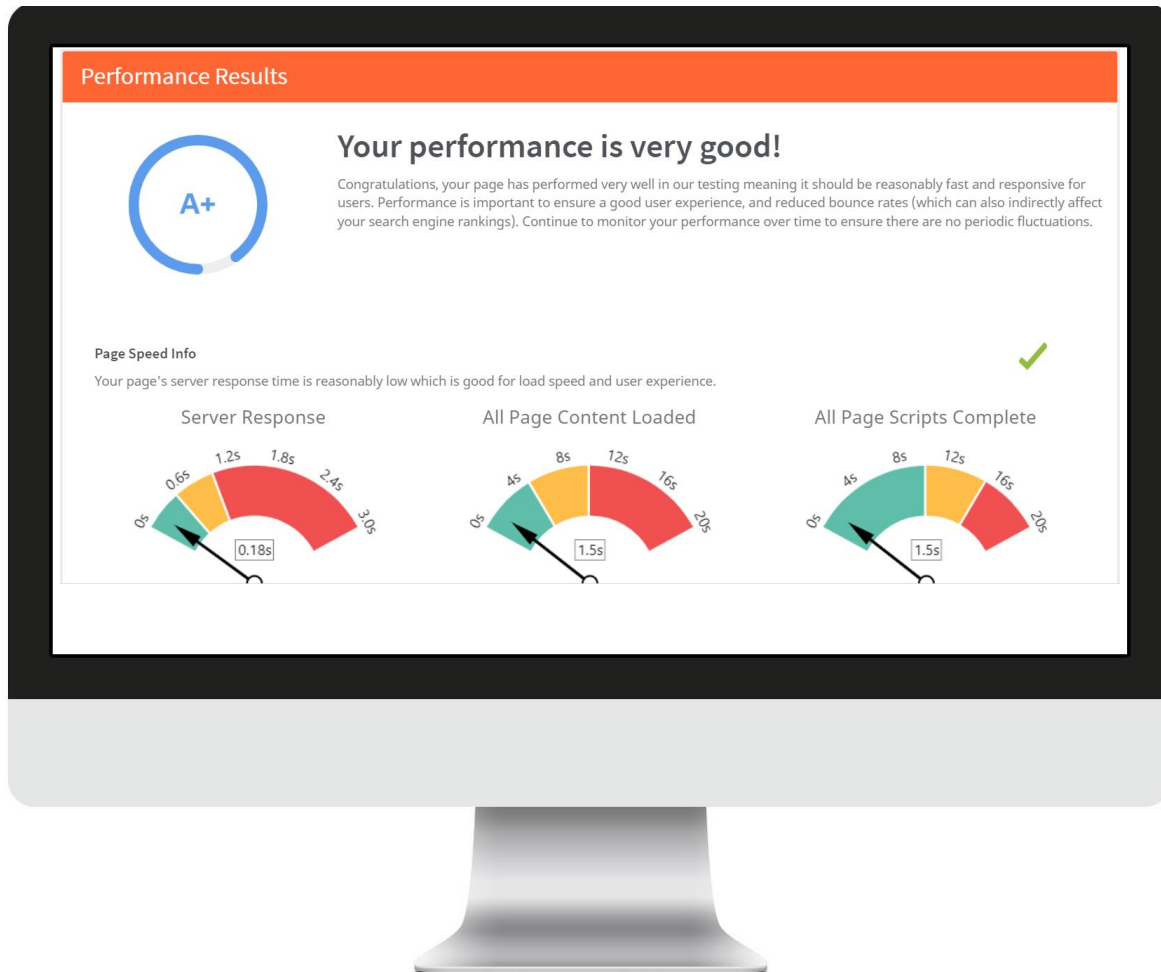 Performance Results
A+
Your performance is very good!
Congratulations, your page has performed very well in our testing meaning it should be reasonably fast and responsive for
users. Performance is important to ensure a good user experience, and reduced bounce rates (which can also indirectly affect
your search engine rankings). Continue to monitor your performance over time to ensure there are no periodic fluctuations.
Page Speed Info
Your page's server response time is reasonably low which is good for load speed and user experience.
Server Response
0s 0.6s 1.2s 1.8s 2.4s 3.0s
0.18s
All Page Content Loaded
0s 4s 8s 12s 16s 20s
1.5s
All Page Scripts Complete
0s 4s 8s 12s 16s 20s
1.5s